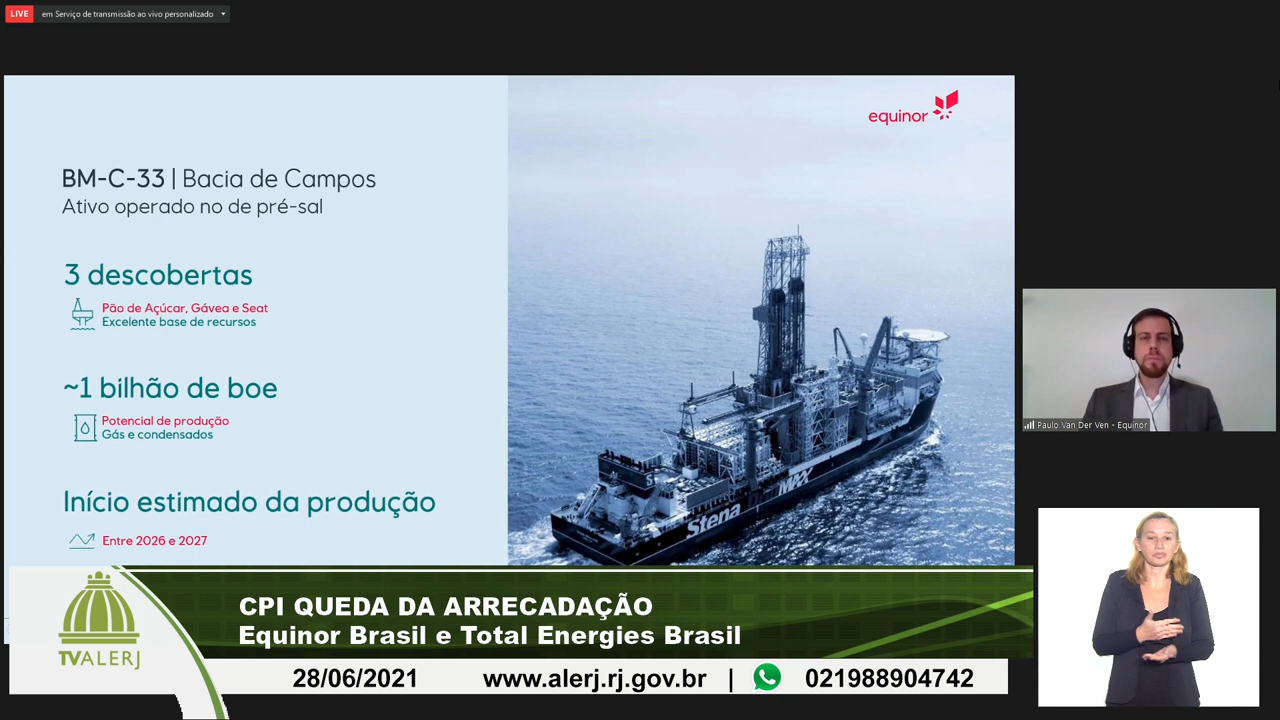 LIVE em Serviço de transmissão ao vivo personalizado
equinor
BM-C-33 | Bacia de Campos
Ativo operado no de pré-sal
3 descobertas
Pão de Açúcar, Gávea e Seat
Excelente base de recursos
~1 bilhão de boe
Potencial de produção
Gás e condensados
Início estimado da produção
Entre 2026 e 2027
Stena
MAX
Paulo Van Der Ven - Equinor
TVALERJ
CPI QUEDA DA ARRECADAÇÃO
Equinor Brasil e Total Energies Brasil
28/06/2021 www.alerj.rj.gov.br | 021988904742